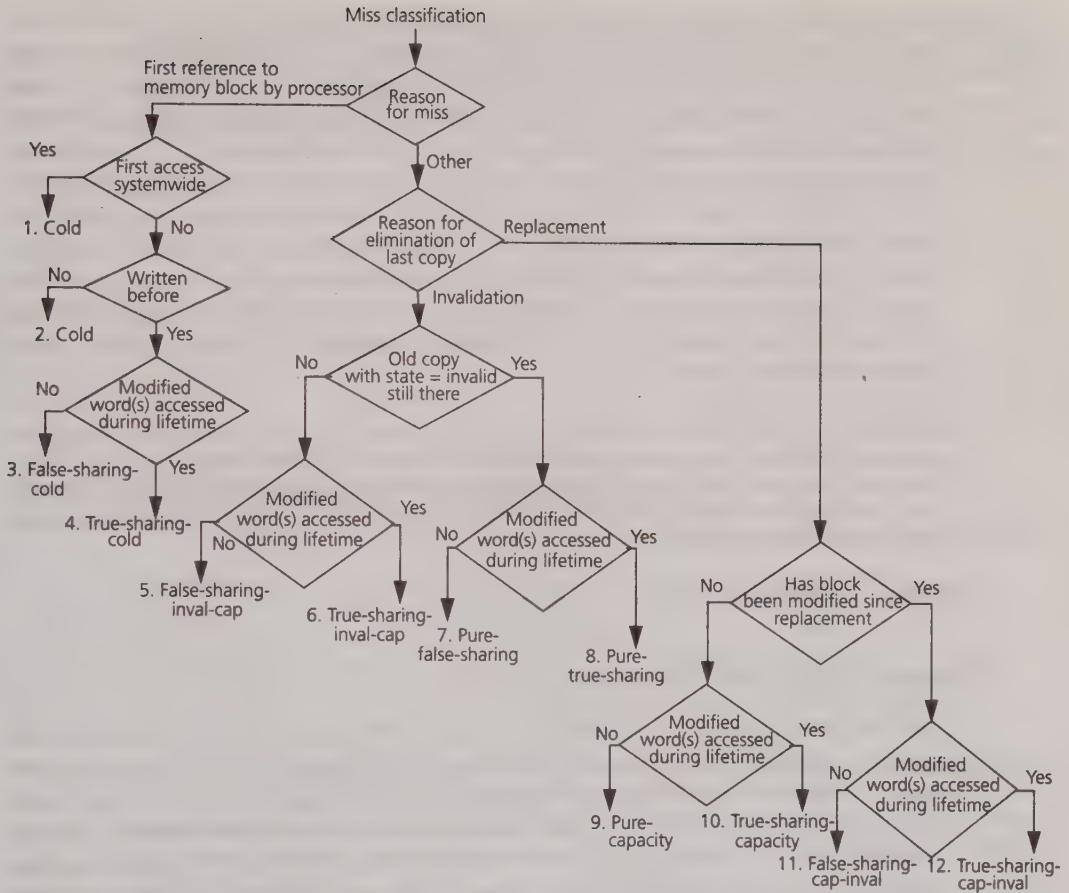 Miss classification
First reference to
memory block by processor
Reason
for miss
Other
Yes
First access
systemwide
1. Cold
No
Reason for
elimination of
last copy
Replacement
No
Written
before
2. Cold
Yes
Invalidation
No
Old copy
with state = invalid
still there
Yes
No
Modified
word(s) accessed
during lifetime
3. False-sharing-
cold
Yes
4. True-sharing-
cold
Modified
word(s) accessed
during lifetime
No
Yes
5. False-sharing-
inval-cap
6. True-sharing-
inval-cap
No
Modified
word(s) accessed
during lifetime
Yes
7. Pure-
false-sharing
8. Pure-
true-sharing
No
Has block
been modified since
replacement
Yes
No
Modified
word(s) accessed
during lifetime
Yes
9. Pure-
capacity
10. True-sharing-
capacity
No
Modified
word(s) accessed
during lifetime
Yes
11. False-sharing-
cap-inval
12. True-sharing-
cap-inval